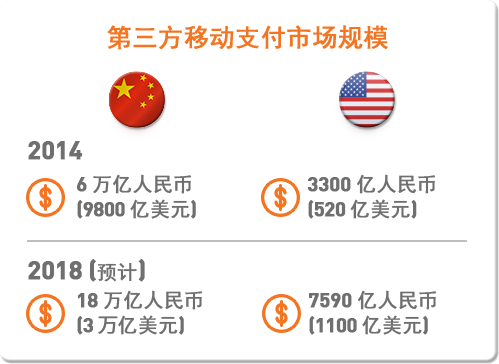 第三方移动支付市场规模
2014
$ 6 万亿人民币
(9800 亿美元)
$ 3300 亿人民币
(520 亿美元)
2018 (预计)
$ 18 万亿人民币
(3 万亿美元)
$ 7590 亿人民币
(1100 亿美元)